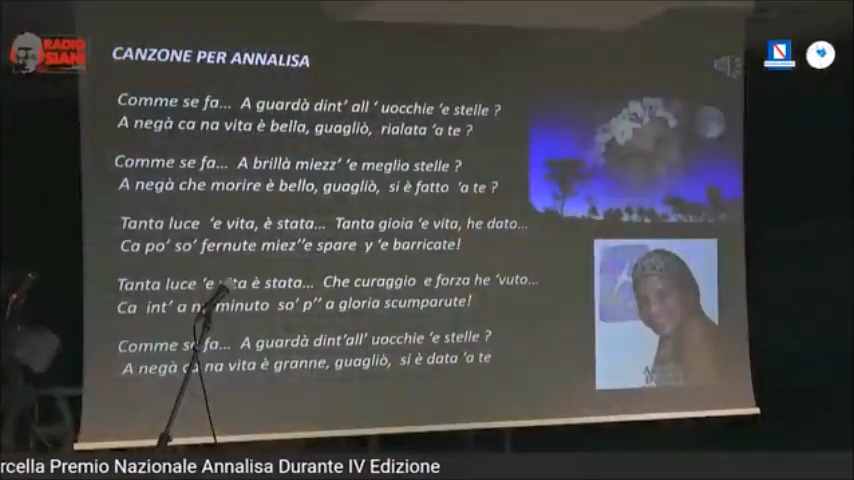 RADIO
SIANI
CANZONE PER ANNALISA
Comme se fa... A guardà dint' all ' uocchie 'e stelle ?
A negà ca na vita è bella, guagliò, rialata 'a te ?
Comme se fa... A brillà miezz' 'e meglio stelle ?
A negà che morire è bello, guagliò, si è fatto 'a te ?
Tanta luce 'e vita, è stata... Tanta gioia 'e vita, he dato...
Ca po' so' fernute miez''e spare y 'e barricate!
Tanta luce 'e vita è stata... Che curaggio e forza he 'vuto...
Ca int' a minuto so' p'' a gloria scumparute!
Comme se fa... A guardà dint'all' uocchie 'e stelle ?
A negà ca na vita è granne, guagliò, si è data 'a te
rcella Premio Nazionale Annalisa Durante IV Edizione